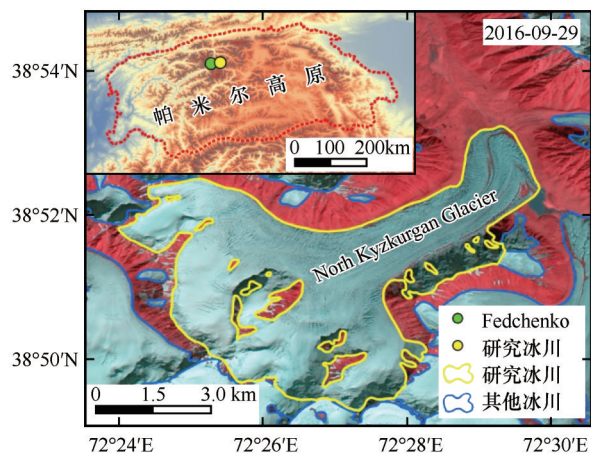 2016-09-29
38°54′N
38°52′N
38°50′N
帕米尔高原
0 100 200km
Norh Kyzkurgan Glacier
Fedchenko
研究冰川
研究冰川
其他冰川
0 1.5 3.0 km
72°24′E 72°26′E 72°28′E 72°30′E